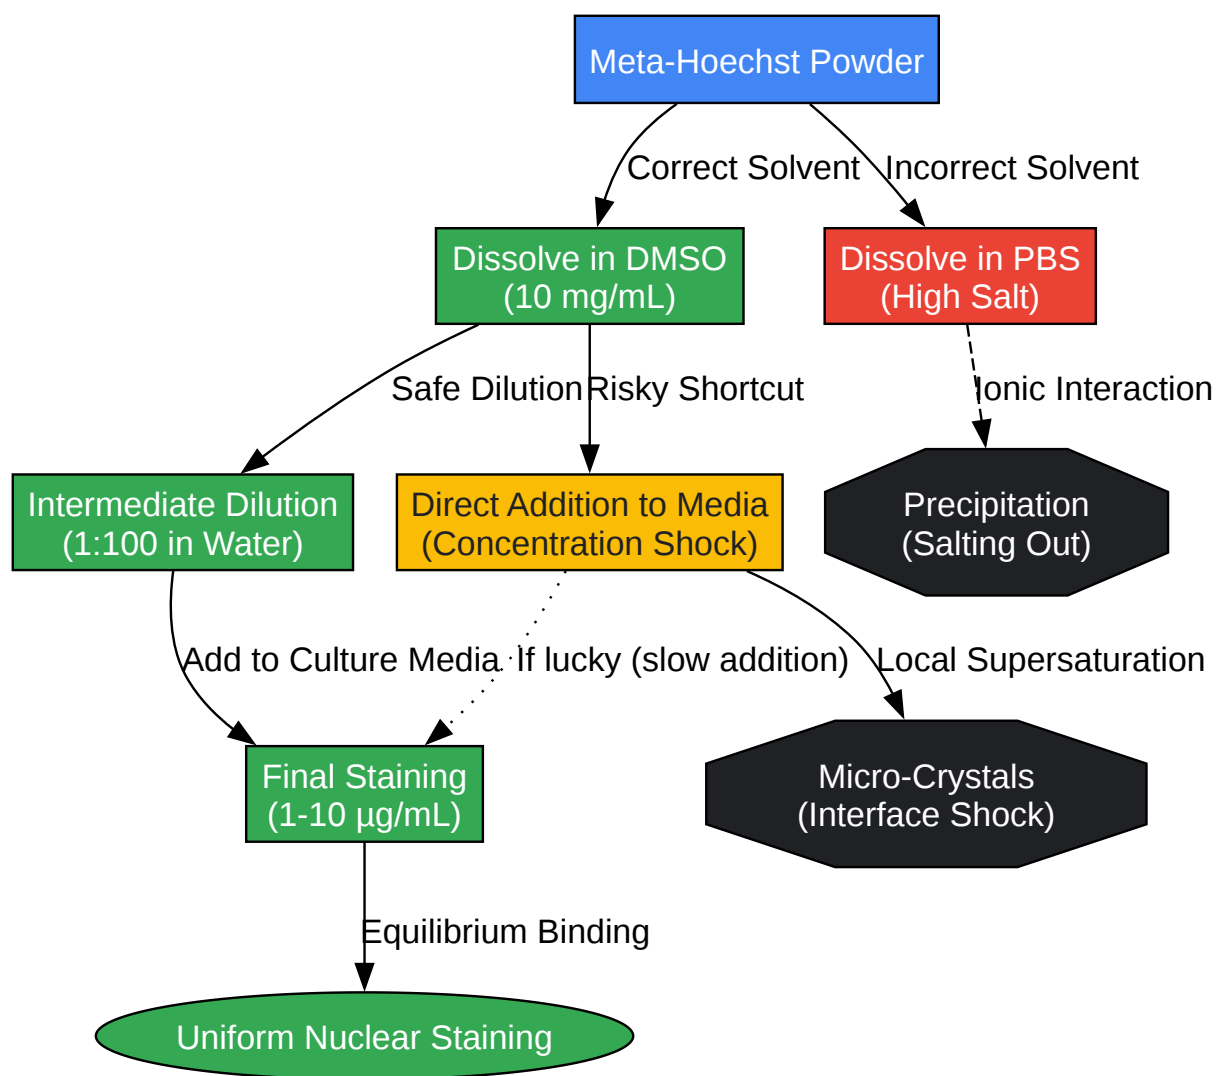 Meta-Hoechst Powder
Correct Solvent
Incorrect Solvent
Dissolve in DMSO
(10 mg/mL)
Dissolve in PBS
(High Salt)
Safe Dilution
Risky Shortcut
Ionic Interaction
Intermediate Dilution
(1:100 in Water)
Direct Addition to Media
(Concentration Shock)
Precipitation
(Salting Out)
Add to Culture Media
If lucky (slow addition)
Local Supersaturation
Final Staining
(1-10 µg/mL)
Micro-Crystals
(Interface Shock)
Equilibrium Binding
Uniform Nuclear Staining